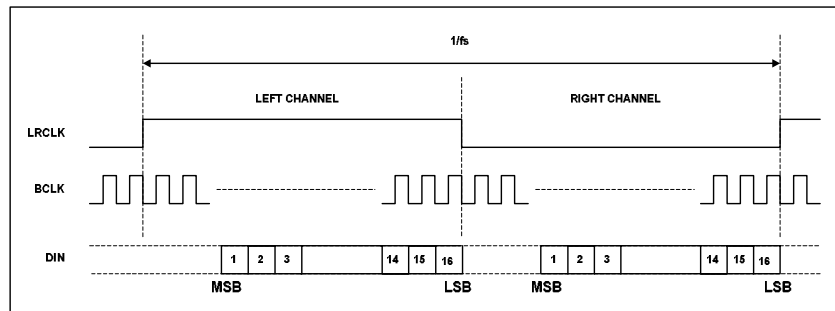 1/fs
LEFT CHANNEL RIGHT CHANNEL
LRCLK
BCLK
DIN 1 2 3 14 15 16 1 2 3 14 15 16
MSB LSB MSB LSB